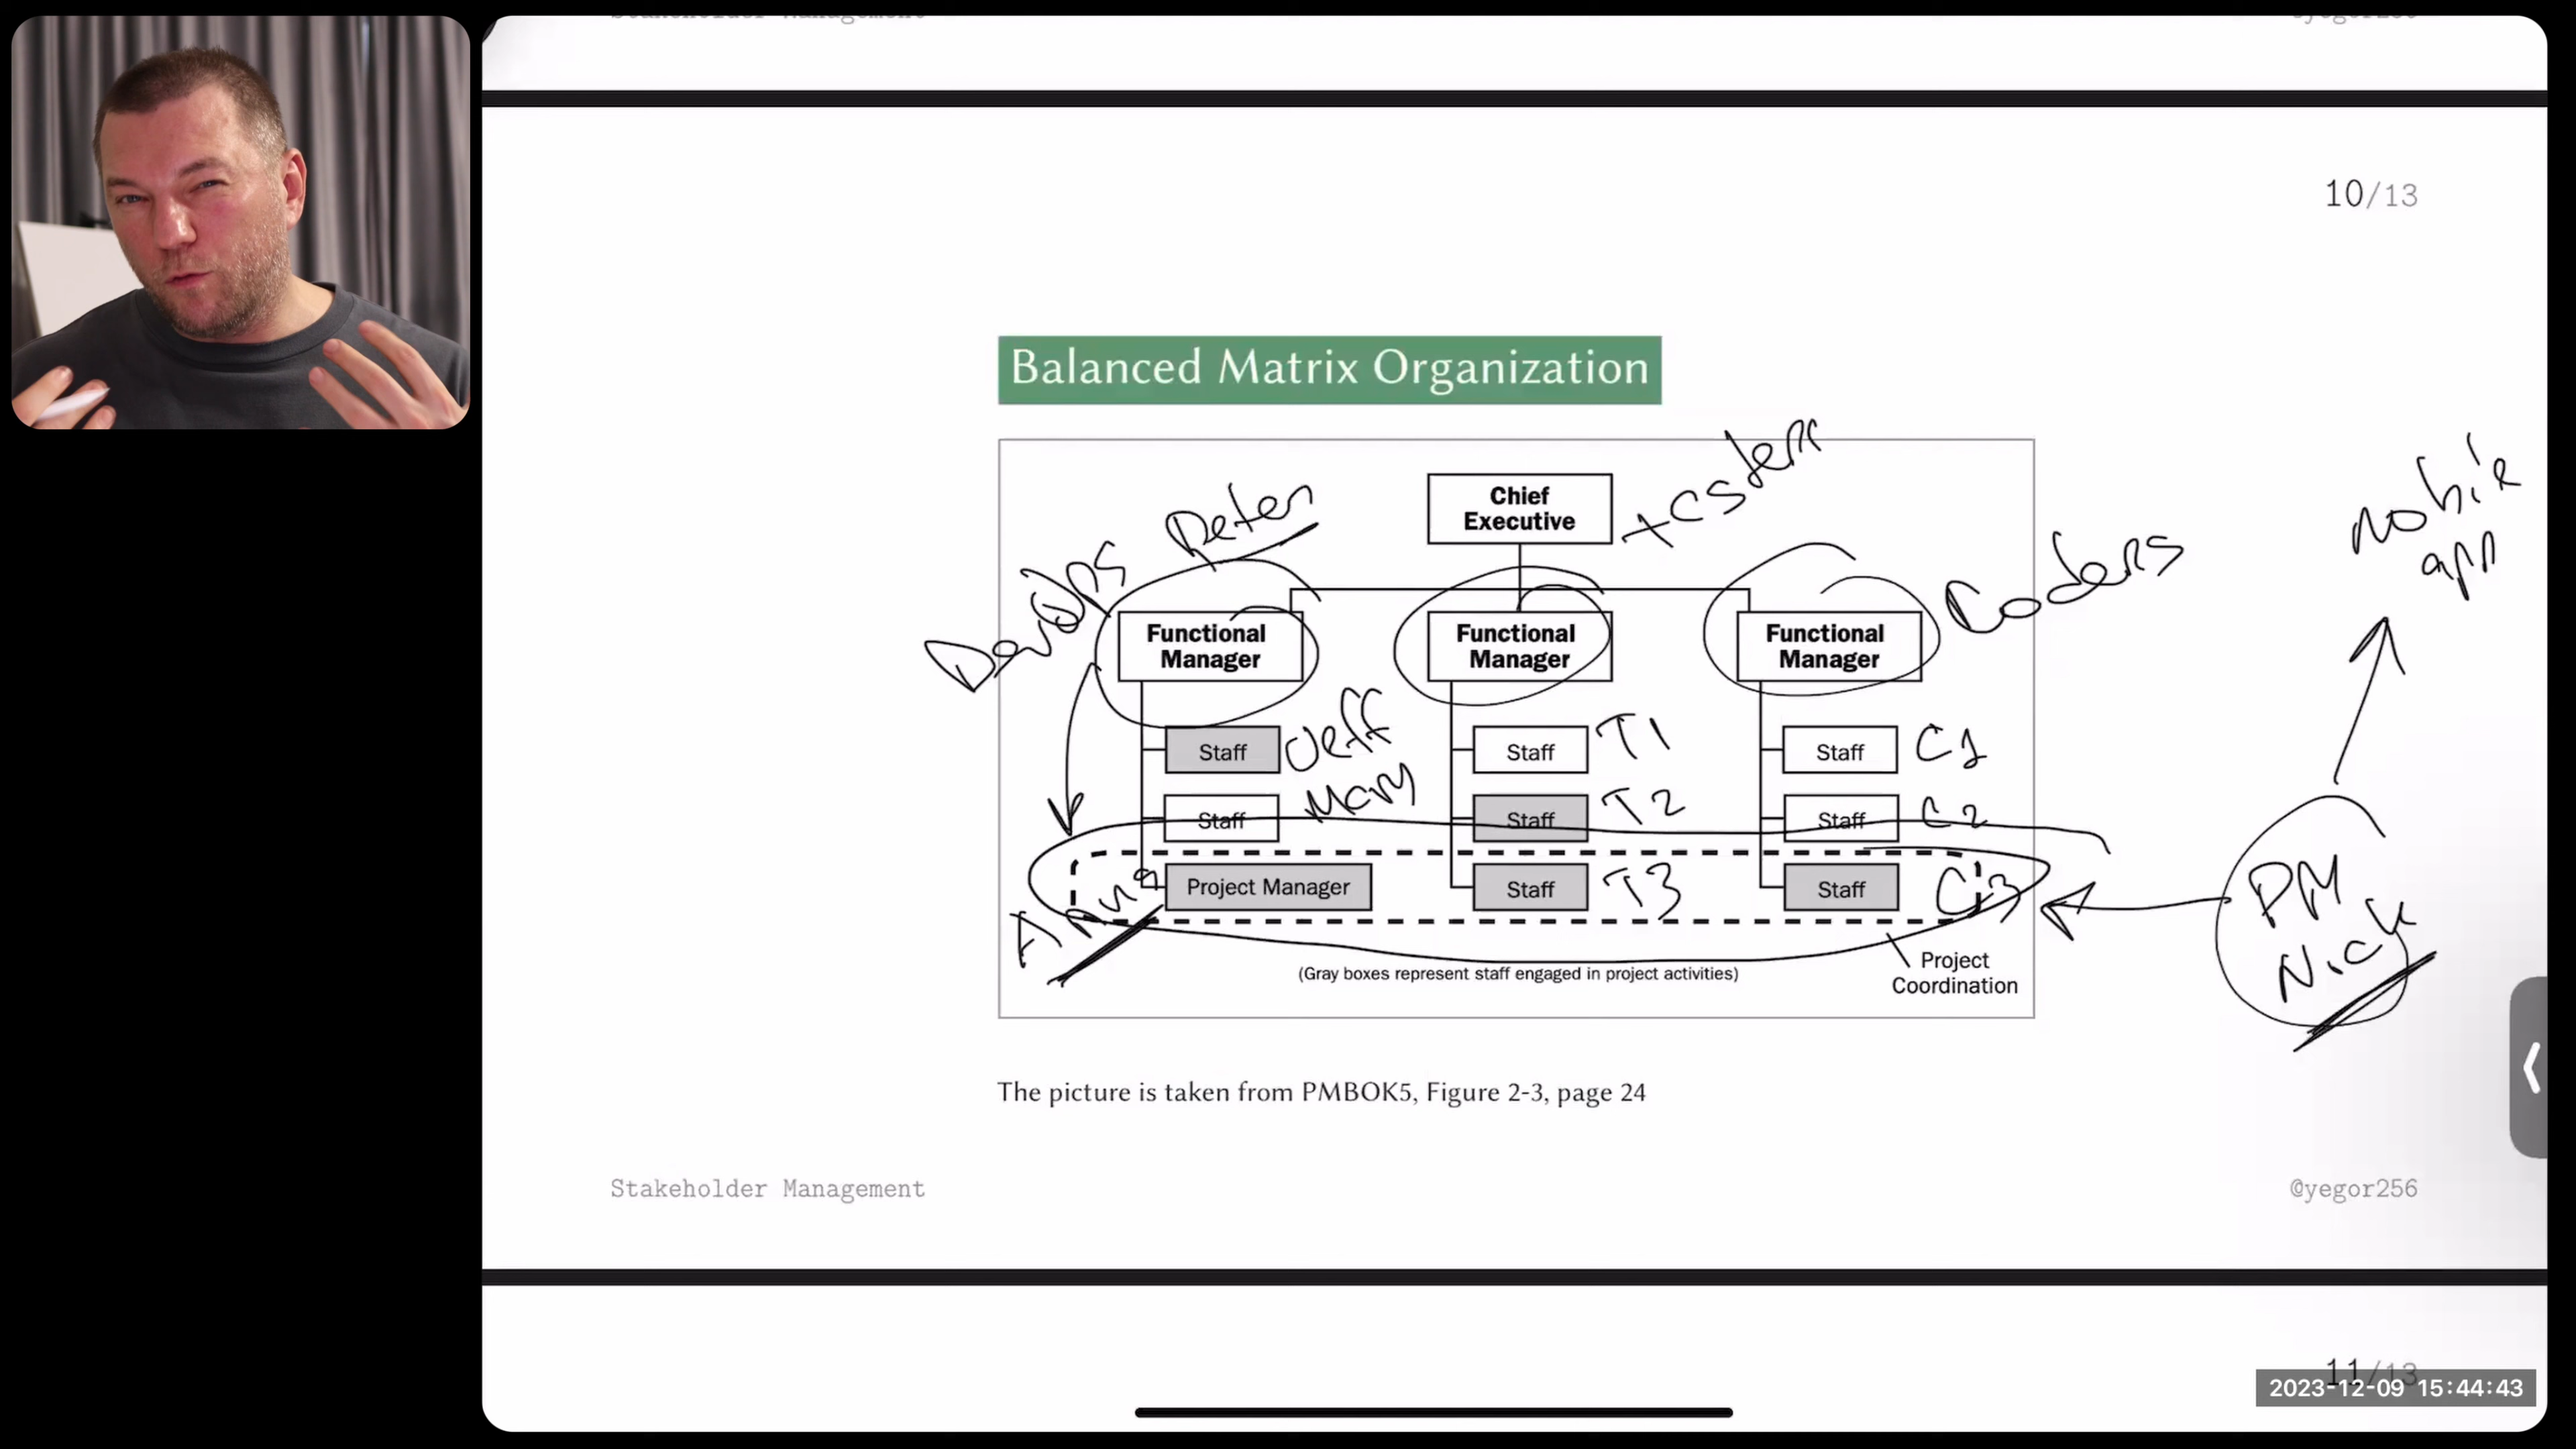 10/13
Balanced Matrix Organization
Chief
Executive
testers
Peter
DevOps
Coders
mobile
app
Functional
Manager
Functional
Manager
Functional
Manager
Staff
Jeff
Staff
T1
Staff
C1
Staff
Staff
T2
Staff
C2
Anna
Project Manager
Staff
T3
Staff
C3
PM
Nick
(Gray boxes represent staff engaged in project activities)
Project
Coordination
The picture is taken from PMBOK5, Figure 2-3, page 24
Stakeholder Management
@yegor256
11/13
2023-12-09 15:44:43